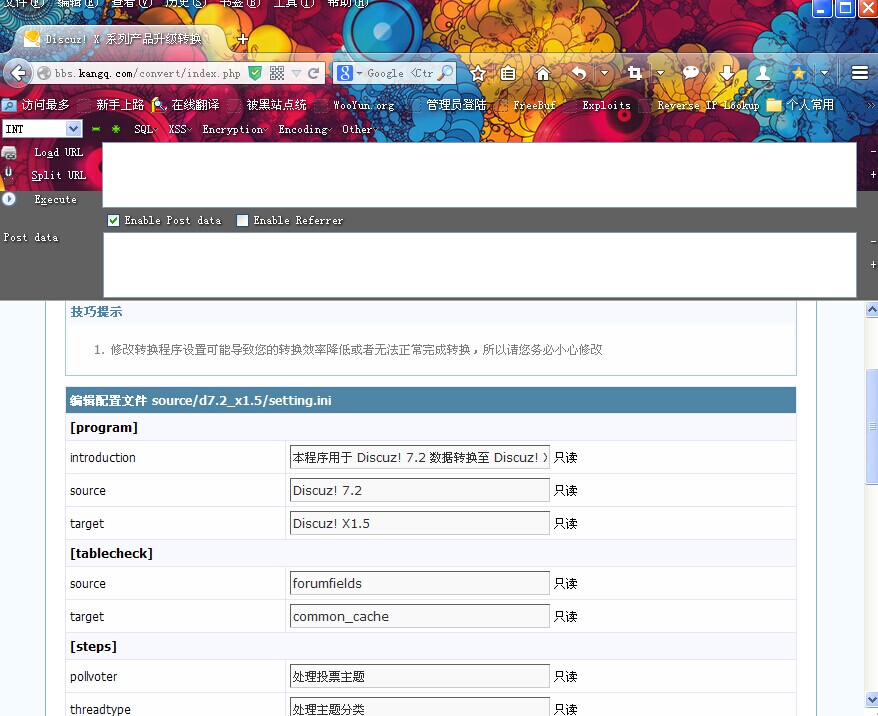 文件(F) 编辑(E) 查看(V) 历史(S) 书签(B) 工具(T) 帮助(H)
Discuz! X 系列产品升级转换
bbs.kangq.com/convert/index.php
Google <Ctr
访问最多 新手上路 在线翻译 被黑站点统 WooYun.org 管理员登陆 FreeBuf Exploits Reverse IP Lookup 个人常用
INT SQL XSS Encryption Encoding Other
Load URL
Split URL
Execute
Enable Post data Enable Referrer
Post data
技巧提示
1. 修改转换程序设置可能导致您的转换效率降低或者无法正常完成转换，所以请您务必小心修改
编辑配置文件 source/d7.2_x1.5/setting.ini
[program]
introduction 本程序用于 Discuz! 7.2 数据转换至 Discuz! X 只读
source Discuz! 7.2 只读
target Discuz! X1.5 只读
[tablecheck]
source forumfields 只读
target common_cache 只读
[steps]
pollvoter 处理投票主题 只读
threadtype 处理主题分类 只读